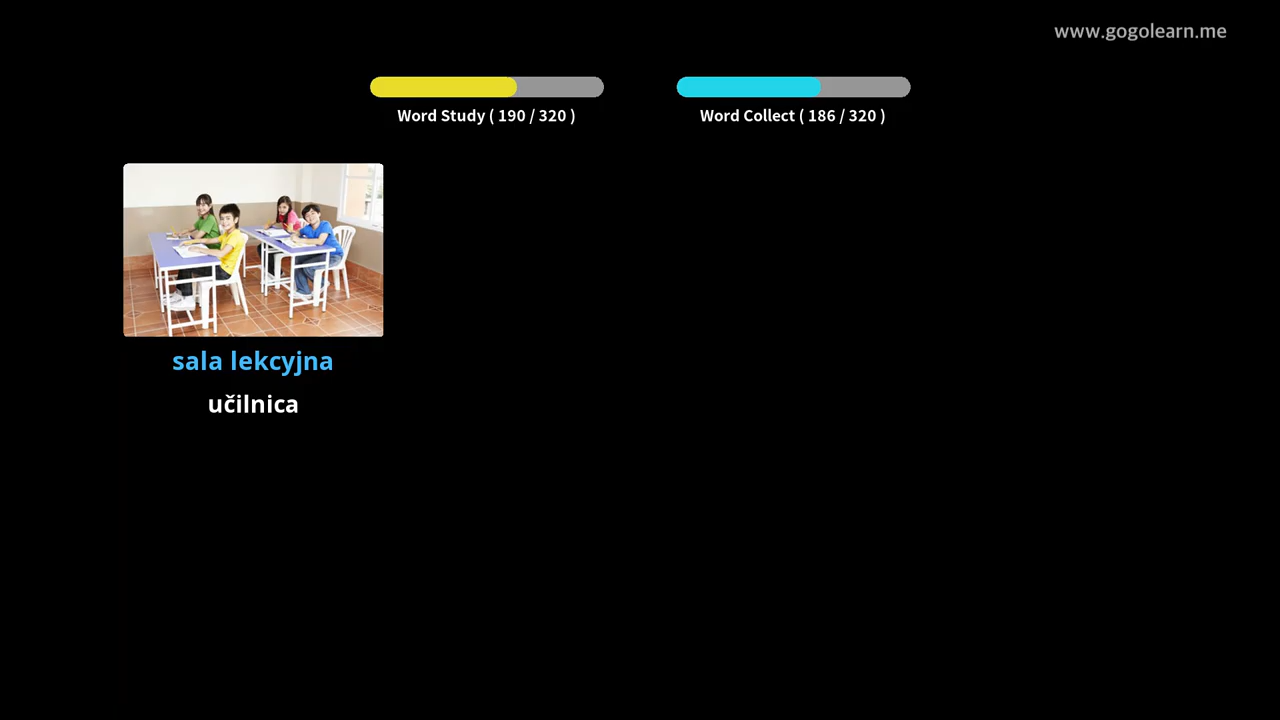 www.gogolearn.me
Word Study ( 190 / 320 )
Word Collect ( 186 / 320 )
sala lekcyjna
učilnica